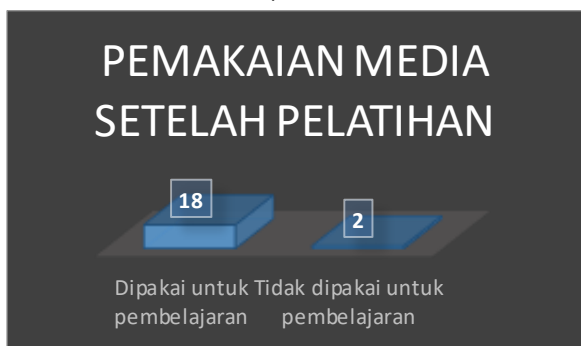 PEMAKAIAN MEDIA
SETELAH PELATIHAN
18
2
Dipakai untuk
pembelajaran
Tidak dipakai untuk
pembelajaran